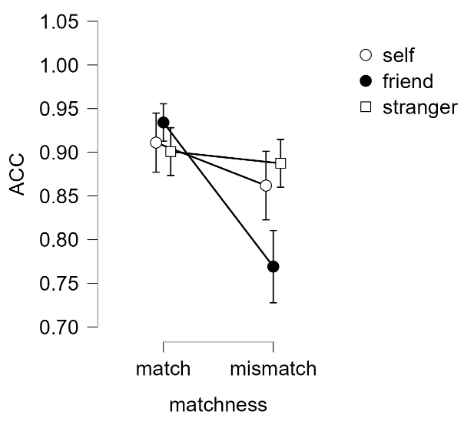 1.05
1.00
0.95
0.90
0.85
0.80
0.75
0.70
ACC
self
friend
stranger
match mismatch
matchness